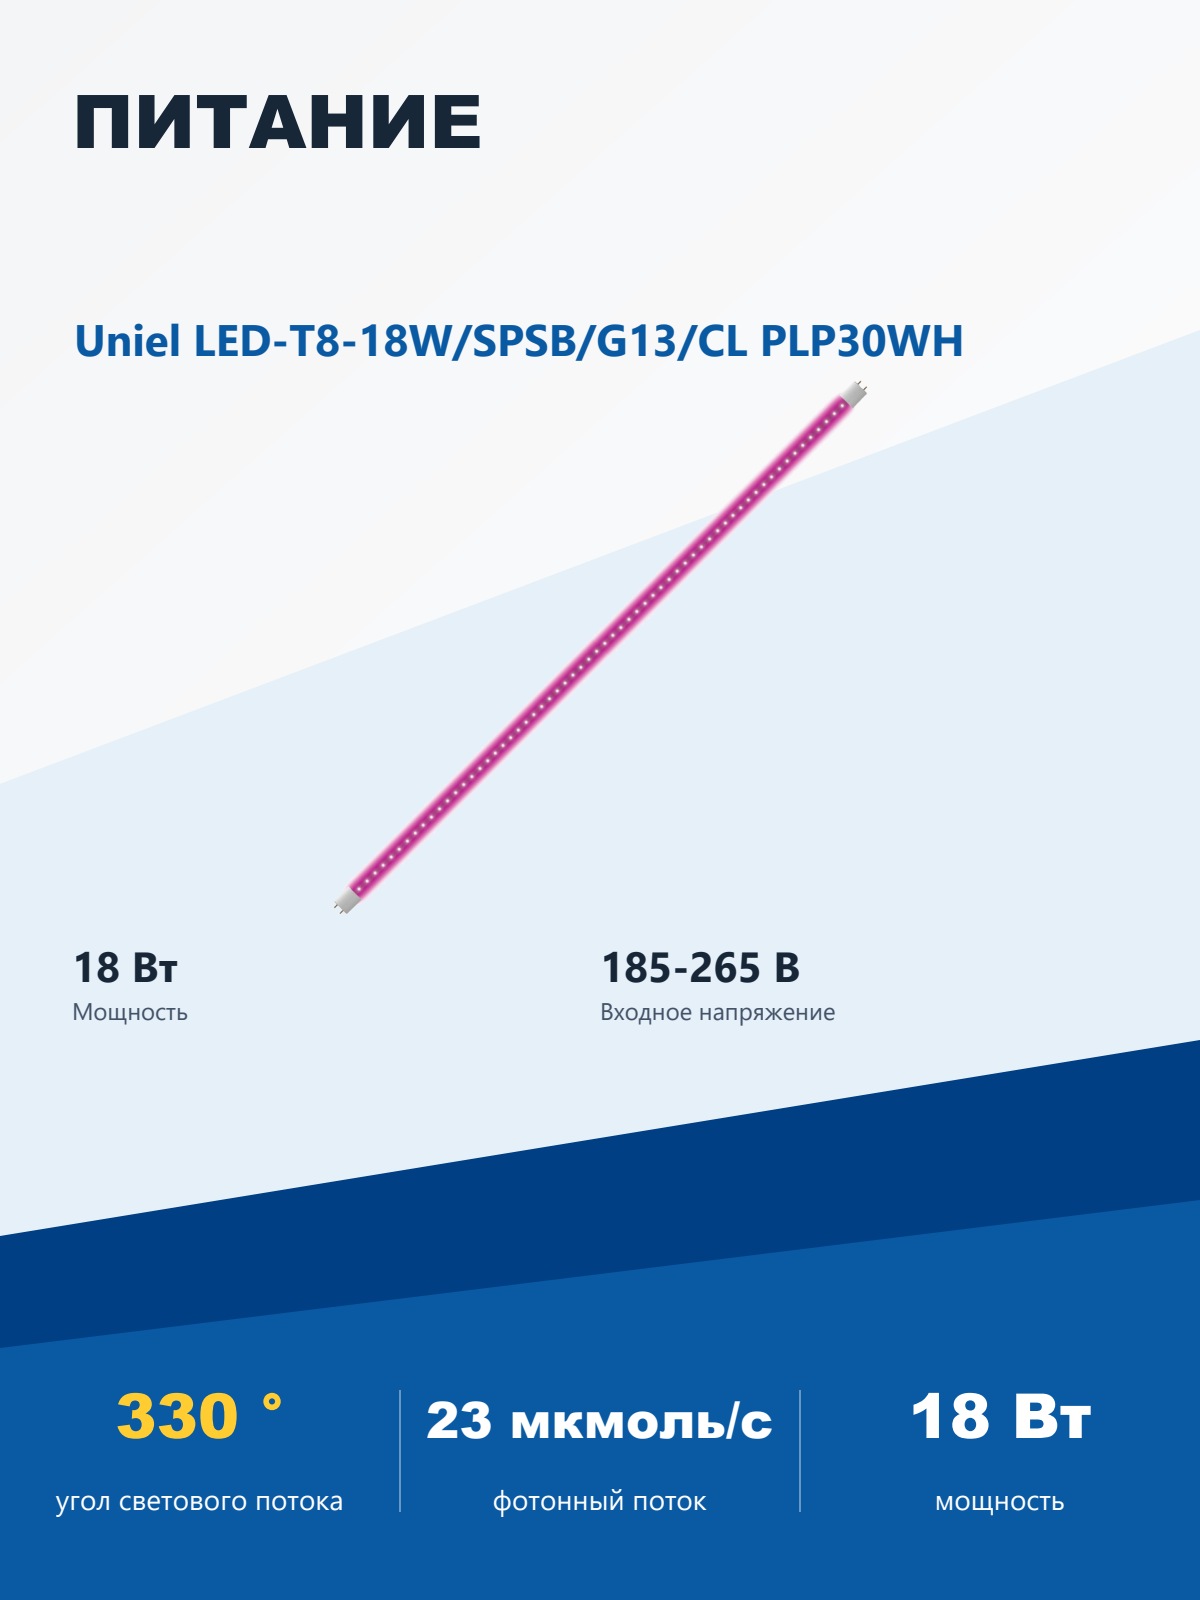 ПИТАНИЕ
Uniel LED-T8-18W/SPSB/G13/CL PLP30WH
18 Вт
Мощность
185-265 В
Входное напряжение
330 °
угол светового потока
23 мкмоль/с
фотонный поток
18 Вт
мощность